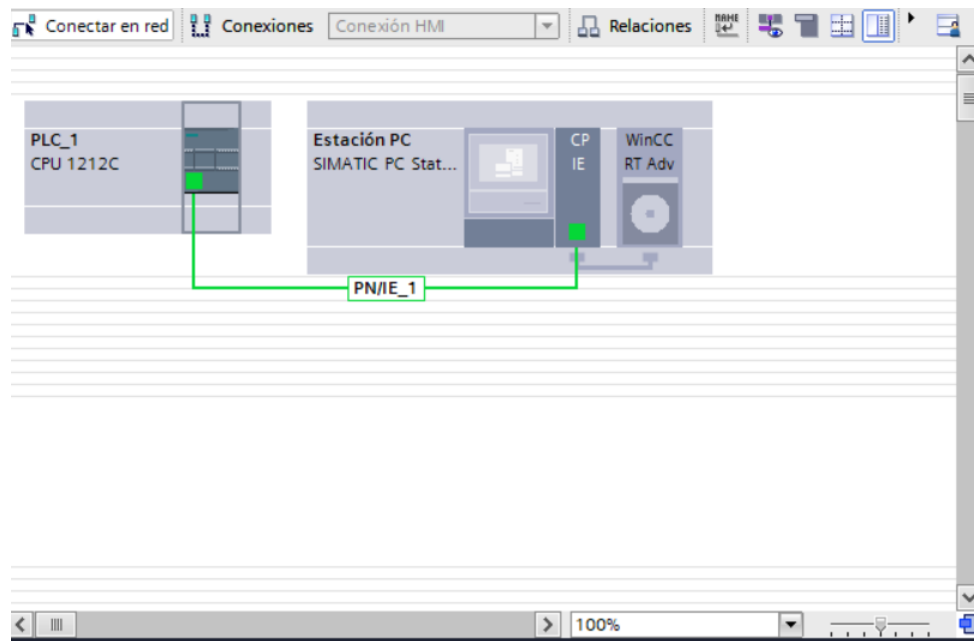 Conectar en red Conexiones Conexión HMI Relaciones NAME
PLC_1
CPU 1212C
Estación PC
SIMATIC PC Stat...
CP
IE
WinCC
RT Adv
PN/IE_1
100%